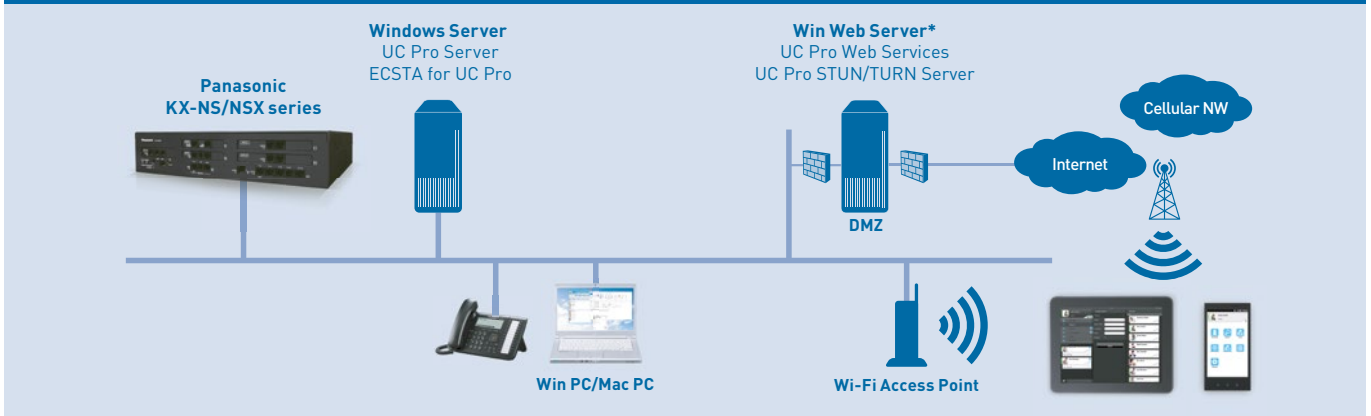 Windows Server
UC Pro Server
ECSTA for UC Pro
Win Web Server*
UC Pro Web Services
UC Pro STUN/TURN Server
Panasonic
KX-NS/NSX series
Cellular NW
Internet
DMZ
Win PC/Mac PC
Wi-Fi Access Point